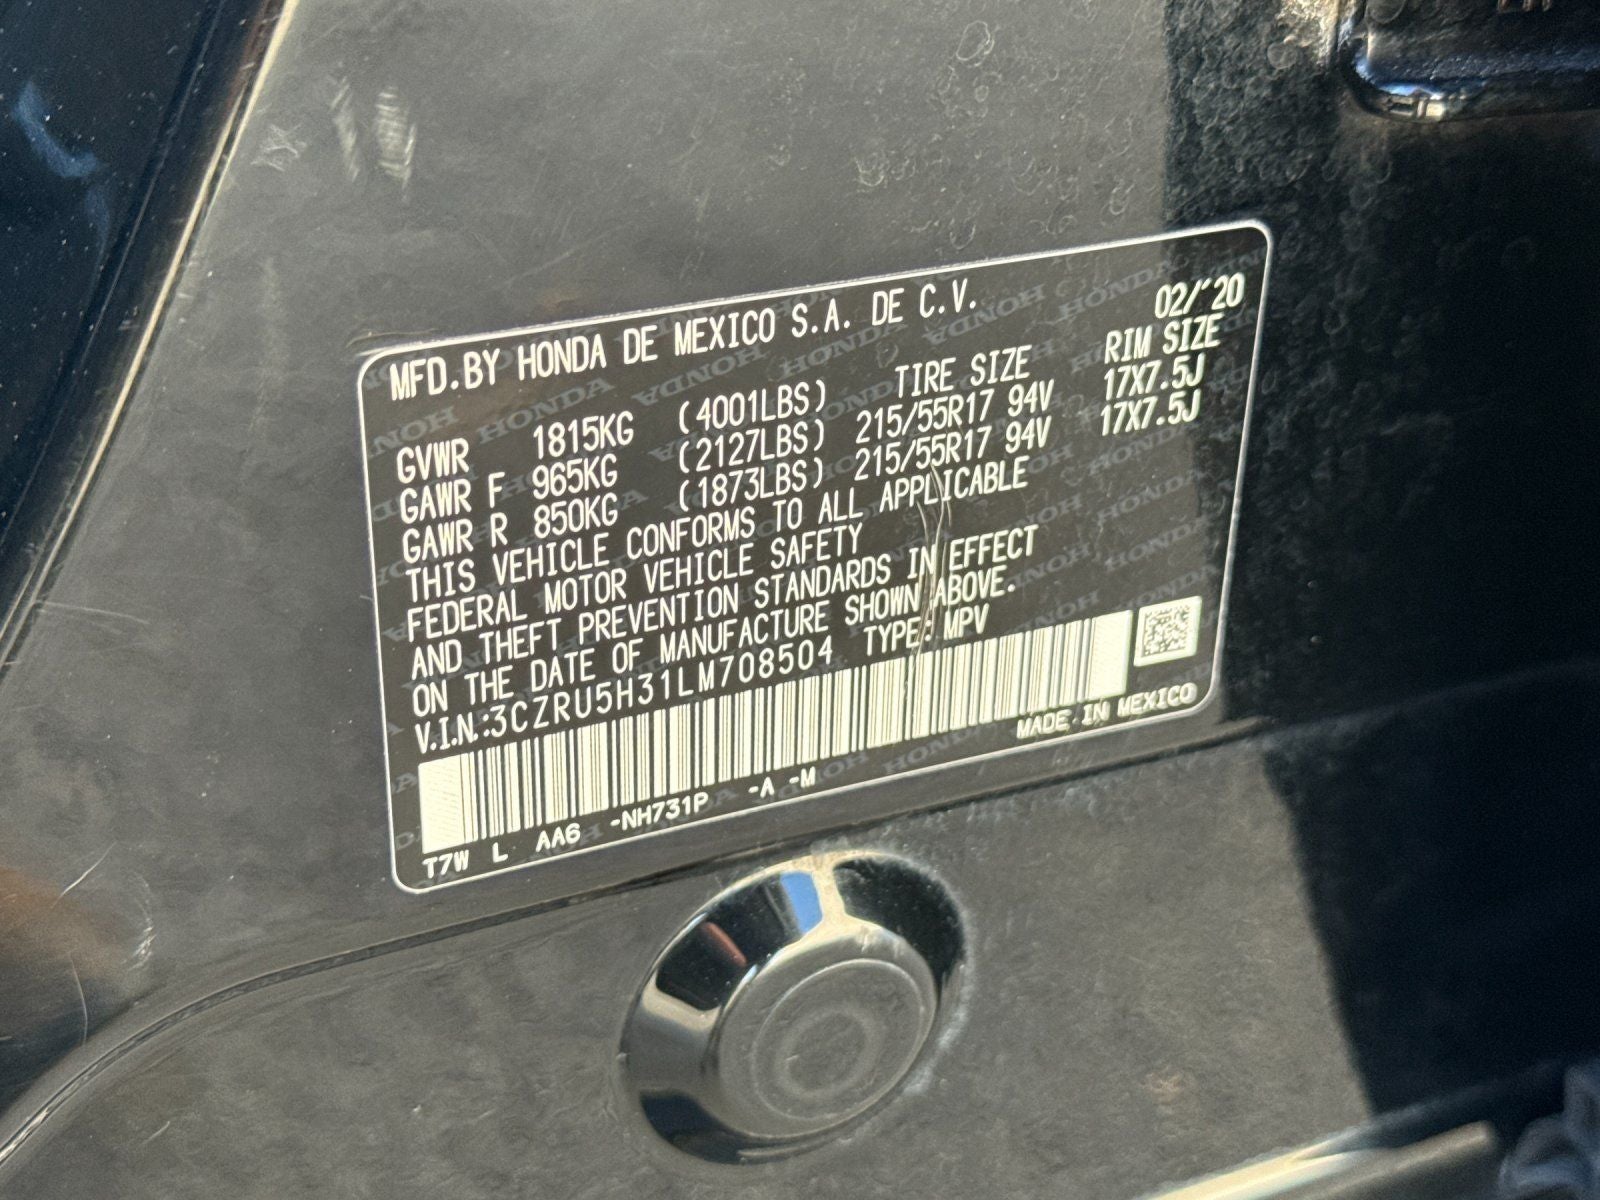 MFD.BY HONDA DE MEXICO S.A. DE C.V. 02/'20
TIRE SIZE RIM SIZE
GVWR 1815KG (4001LBS)
GAWR F 965KG (2127LBS) 215/55R17 94V 17X7.5J
GAWR R 850KG (1873LBS) 215/55R17 94V 17X7.5J
THIS VEHICLE CONFORMS TO ALL APPLICABLE
FEDERAL MOTOR VEHICLE SAFETY
AND THEFT PREVENTION STANDARDS IN EFFECT
ON THE DATE OF MANUFACTURE SHOWN ABOVE.
V.I.N.:3CZRU5H31LM708504 TYPE: MPV
MADE IN MEXICO
T7W L AA6 -NH731P -A -M